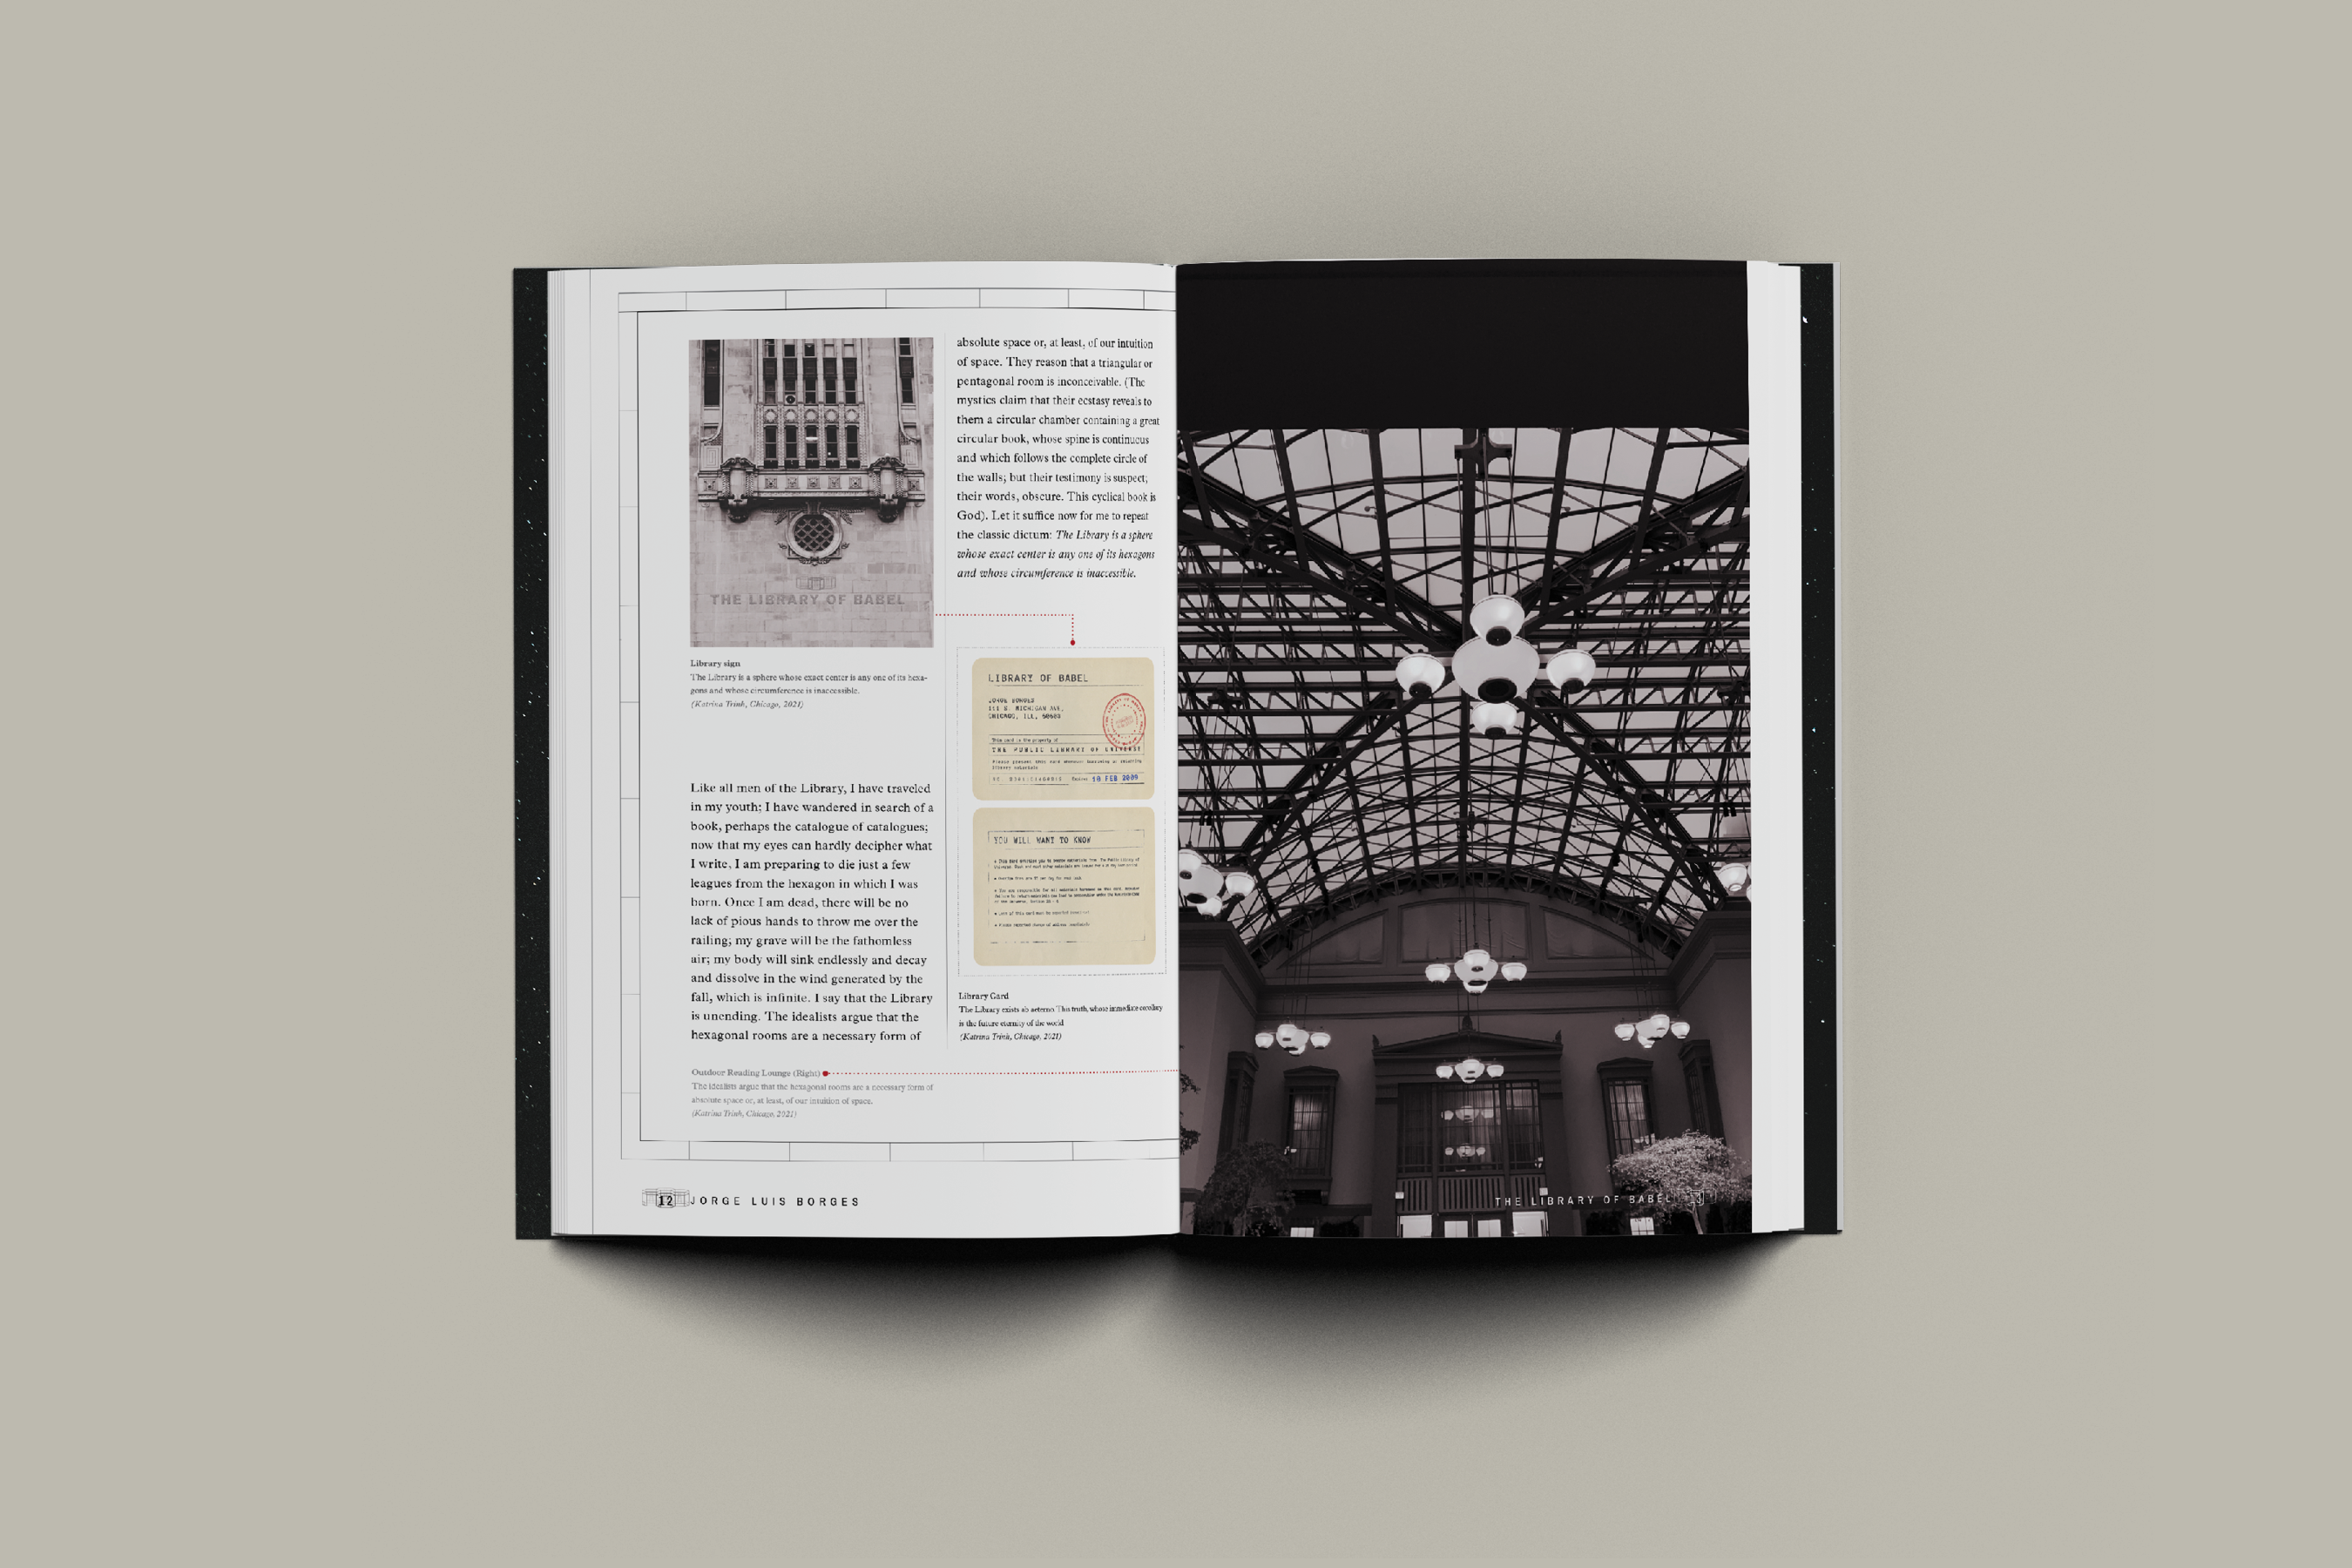 THE LIBRARY OF BABEL
Library sign
The Library is a sphere whose exact center is any one of its hexa-
gons and whose circumference is inaccessible.
(Katrina Trinh, Chicago, 2021)
Like all men of the Library, I have traveled
in my youth; I have wandered in search of a
book, perhaps the catalogue of catalogues;
now that my eyes can hardly decipher what
I write, I am preparing to die just a few
leagues from the hexagon in which I was
born. Once I am dead, there will be no
lack of pious hands to throw me over the
railing; my grave will be the fathomless
air; my body will sink endlessly and decay
and dissolve in the wind generated by the
fall, which is infinite. I say that the Library
is unending. The idealists argue that the
hexagonal rooms are a necessary form of
Outdoor Reading Lounge (Right)
The idealists argue that the hexagonal rooms are a necessary form of
absolute space or, at least, of our intuition of space.
(Katrina Trinh, Chicago, 2021)
absolute space or, at least, of our intuition
of space. They reason that a triangular or
pentagonal room is inconceivable. (The
mystics claim that their ecstasy reveals to
them a circular chamber containing a great
circular book, whose spine is continuous
and which follows the complete circle of
the walls; but their testimony is suspect;
their words, obscure. This cyclical book is
God). Let it suffice now for me to repeat
the classic dictum: The Library is a sphere
whose exact center is any one of its hexagons
and whose circumference is inaccessible.
LIBRARY OF BABEL
JORGE BORGES
111 S. MICHIGAN AVE,
CHICAGO, ILL, 60603
This card is the property of
THE PUBLIC LIBRARY OF UNIVERSE
Please present this card whenever borrowing or returning
library materials
10 FEB 2009
YOU WILL WANT TO KNOW
Library Card
The Library exists ab aeterno. This truth, whose immediate corollary
is the future eternity of the world
(Katrina Trinh, Chicago, 2021)
12 JORGE LUIS BORGES
THE LIBRARY OF BABEL 13